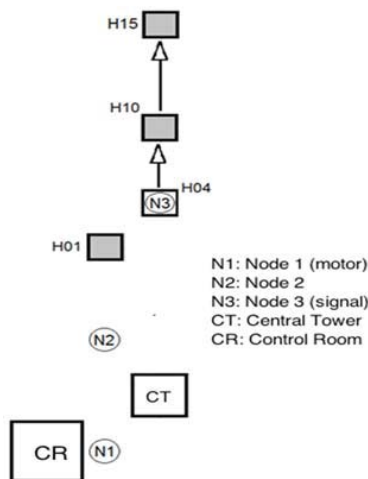 H15
H10
H04
N3
H01
N1: Node 1 (motor)
N2: Node 2
N3: Node 3 (signal)
CT: Central Tower
CR: Control Room
N2
CT
CR
N1